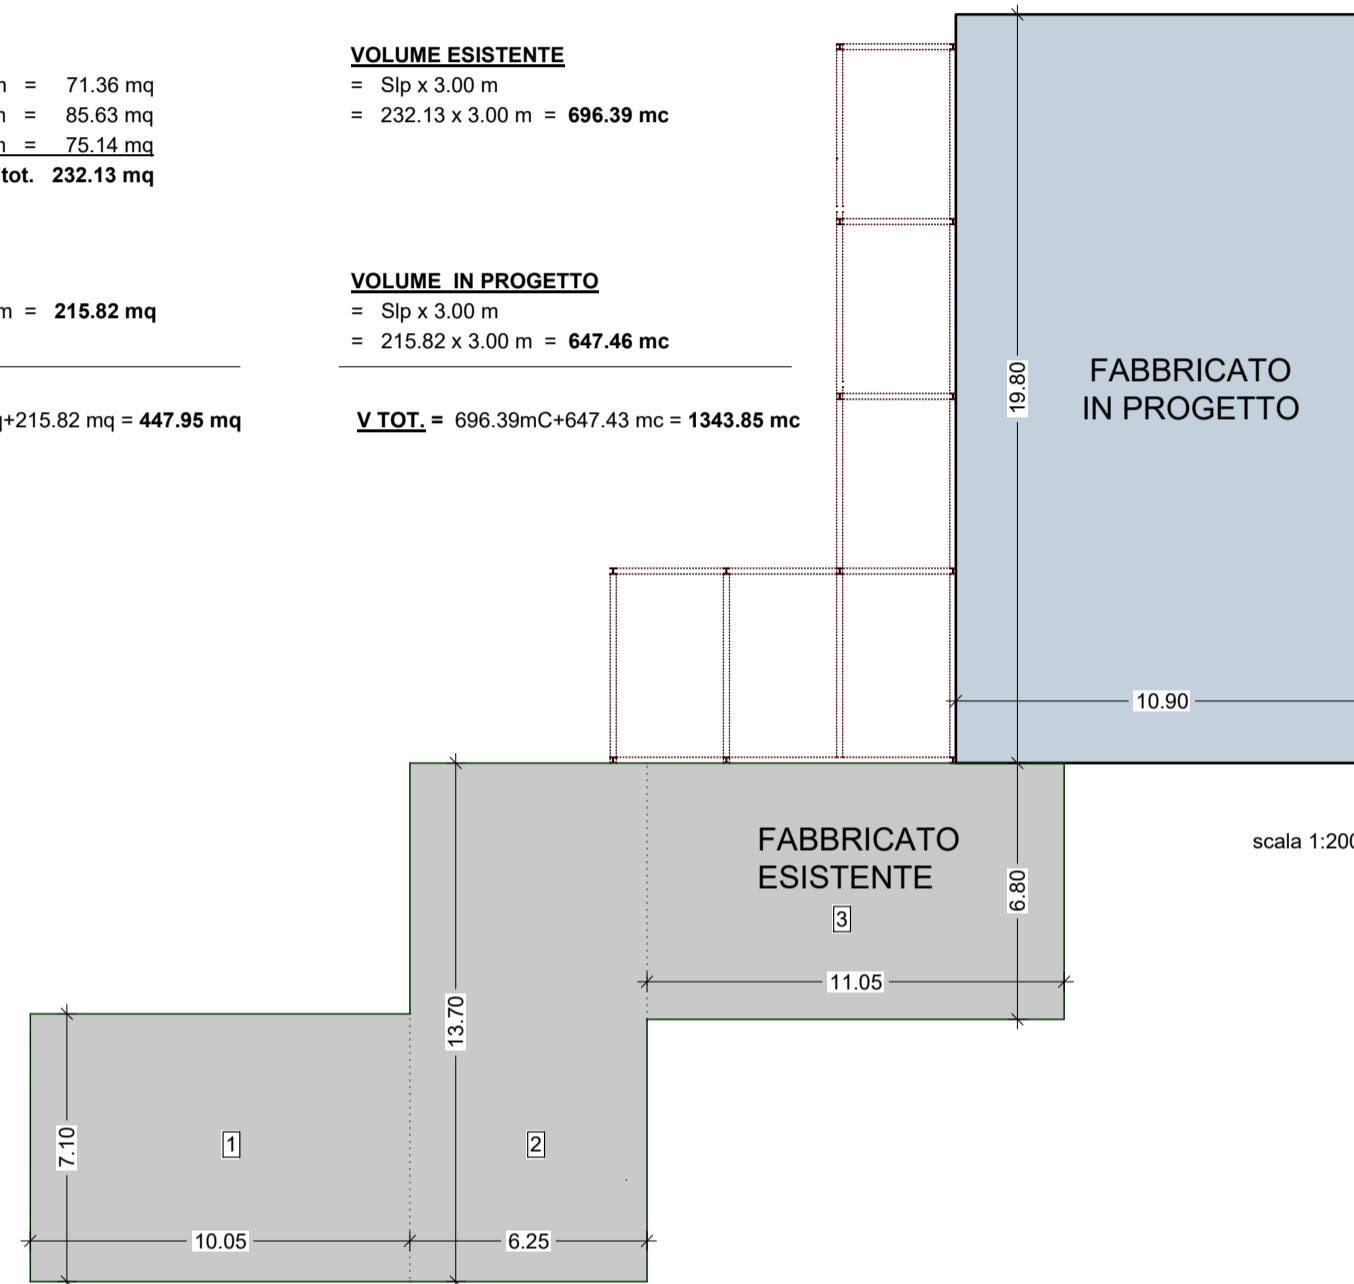 m = 71.36 mq
m = 85.63 mq
m = 75.14 mq
tot. 232.13 mq
m = 215.82 mq
q+215.82 mq = 447.95 mq
VOLUME ESISTENTE
= Slp x 3.00 m
= 232.13 x 3.00 m = 696.39 mc
VOLUME IN PROGETTO
= Slp x 3.00 m
= 215.82 x 3.00 m = 647.46 mc
V TOT. = 696.39mC+647.43 mc = 1343.85 mc
19.80
FABBRICATO
IN PROGETTO
10.90
scala 1:200
FABBRICATO
ESISTENTE
3
6.80
11.05
13.70
7.10
1
2
10.05
6.25